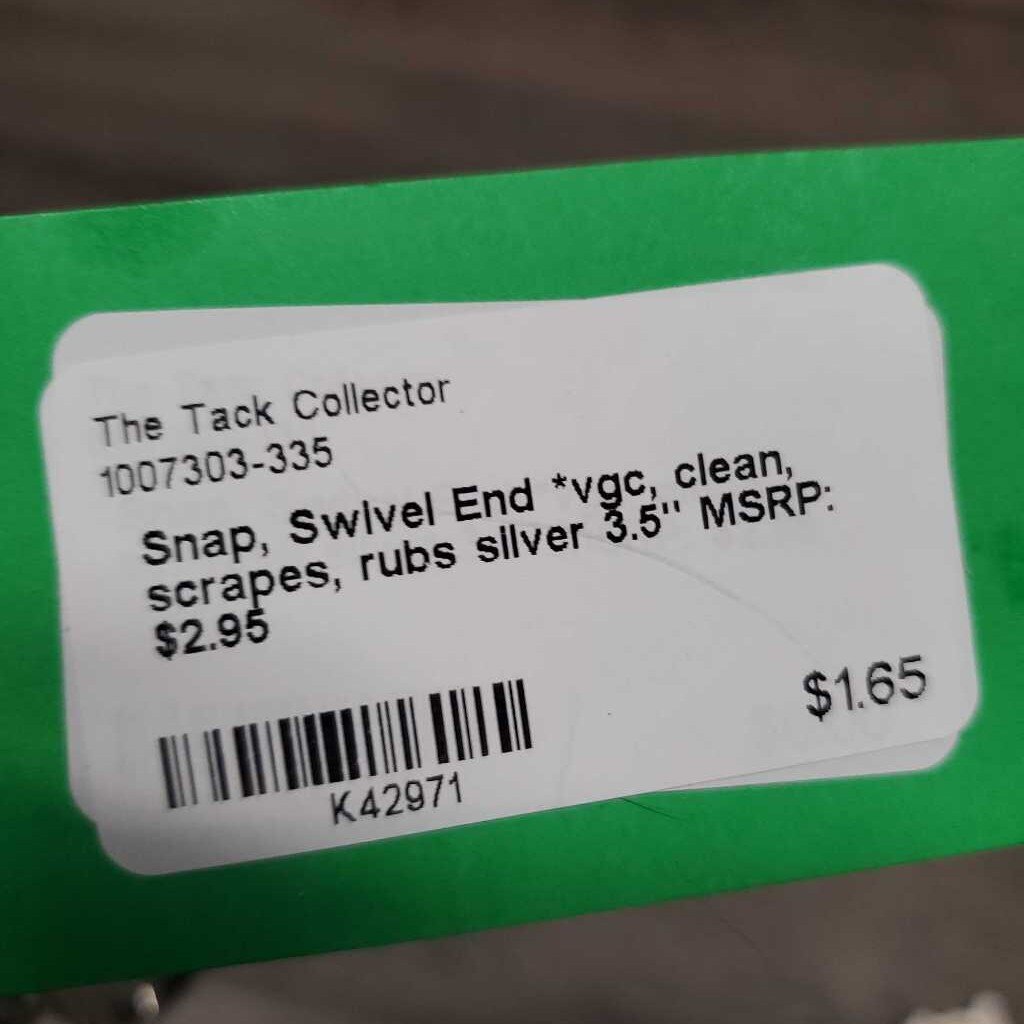 The Tack Collector
1007303-335
Snap, Swivel End *vgc, clean,
scrapes, rubs silver 3.5" MSRP:
$2.95
$1.65
K42971